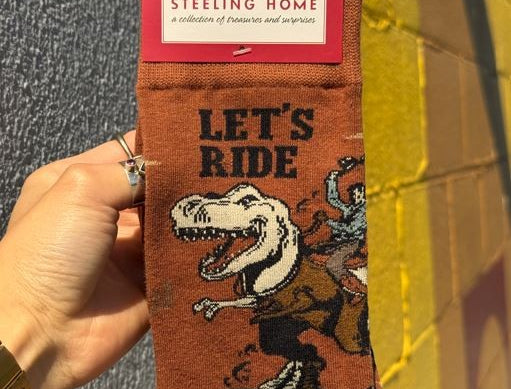 STEELING HOME
a collection of treasures and surprises
LET'S
RIDE